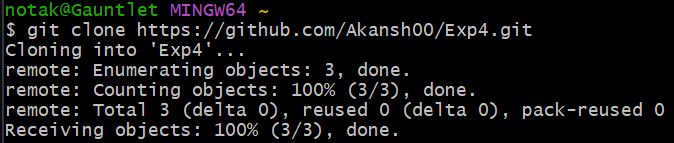 notak@Gauntlet MINGW64 ~
$ git clone https://github.com/Akansh00/Exp4.git
Cloning into 'Exp4'...
remote: Enumerating objects: 3, done.
remote: Counting objects: 100% (3/3), done.
remote: Total 3 (delta 0), reused 0 (delta 0), pack-reused 0
Receiving objects: 100% (3/3), done.